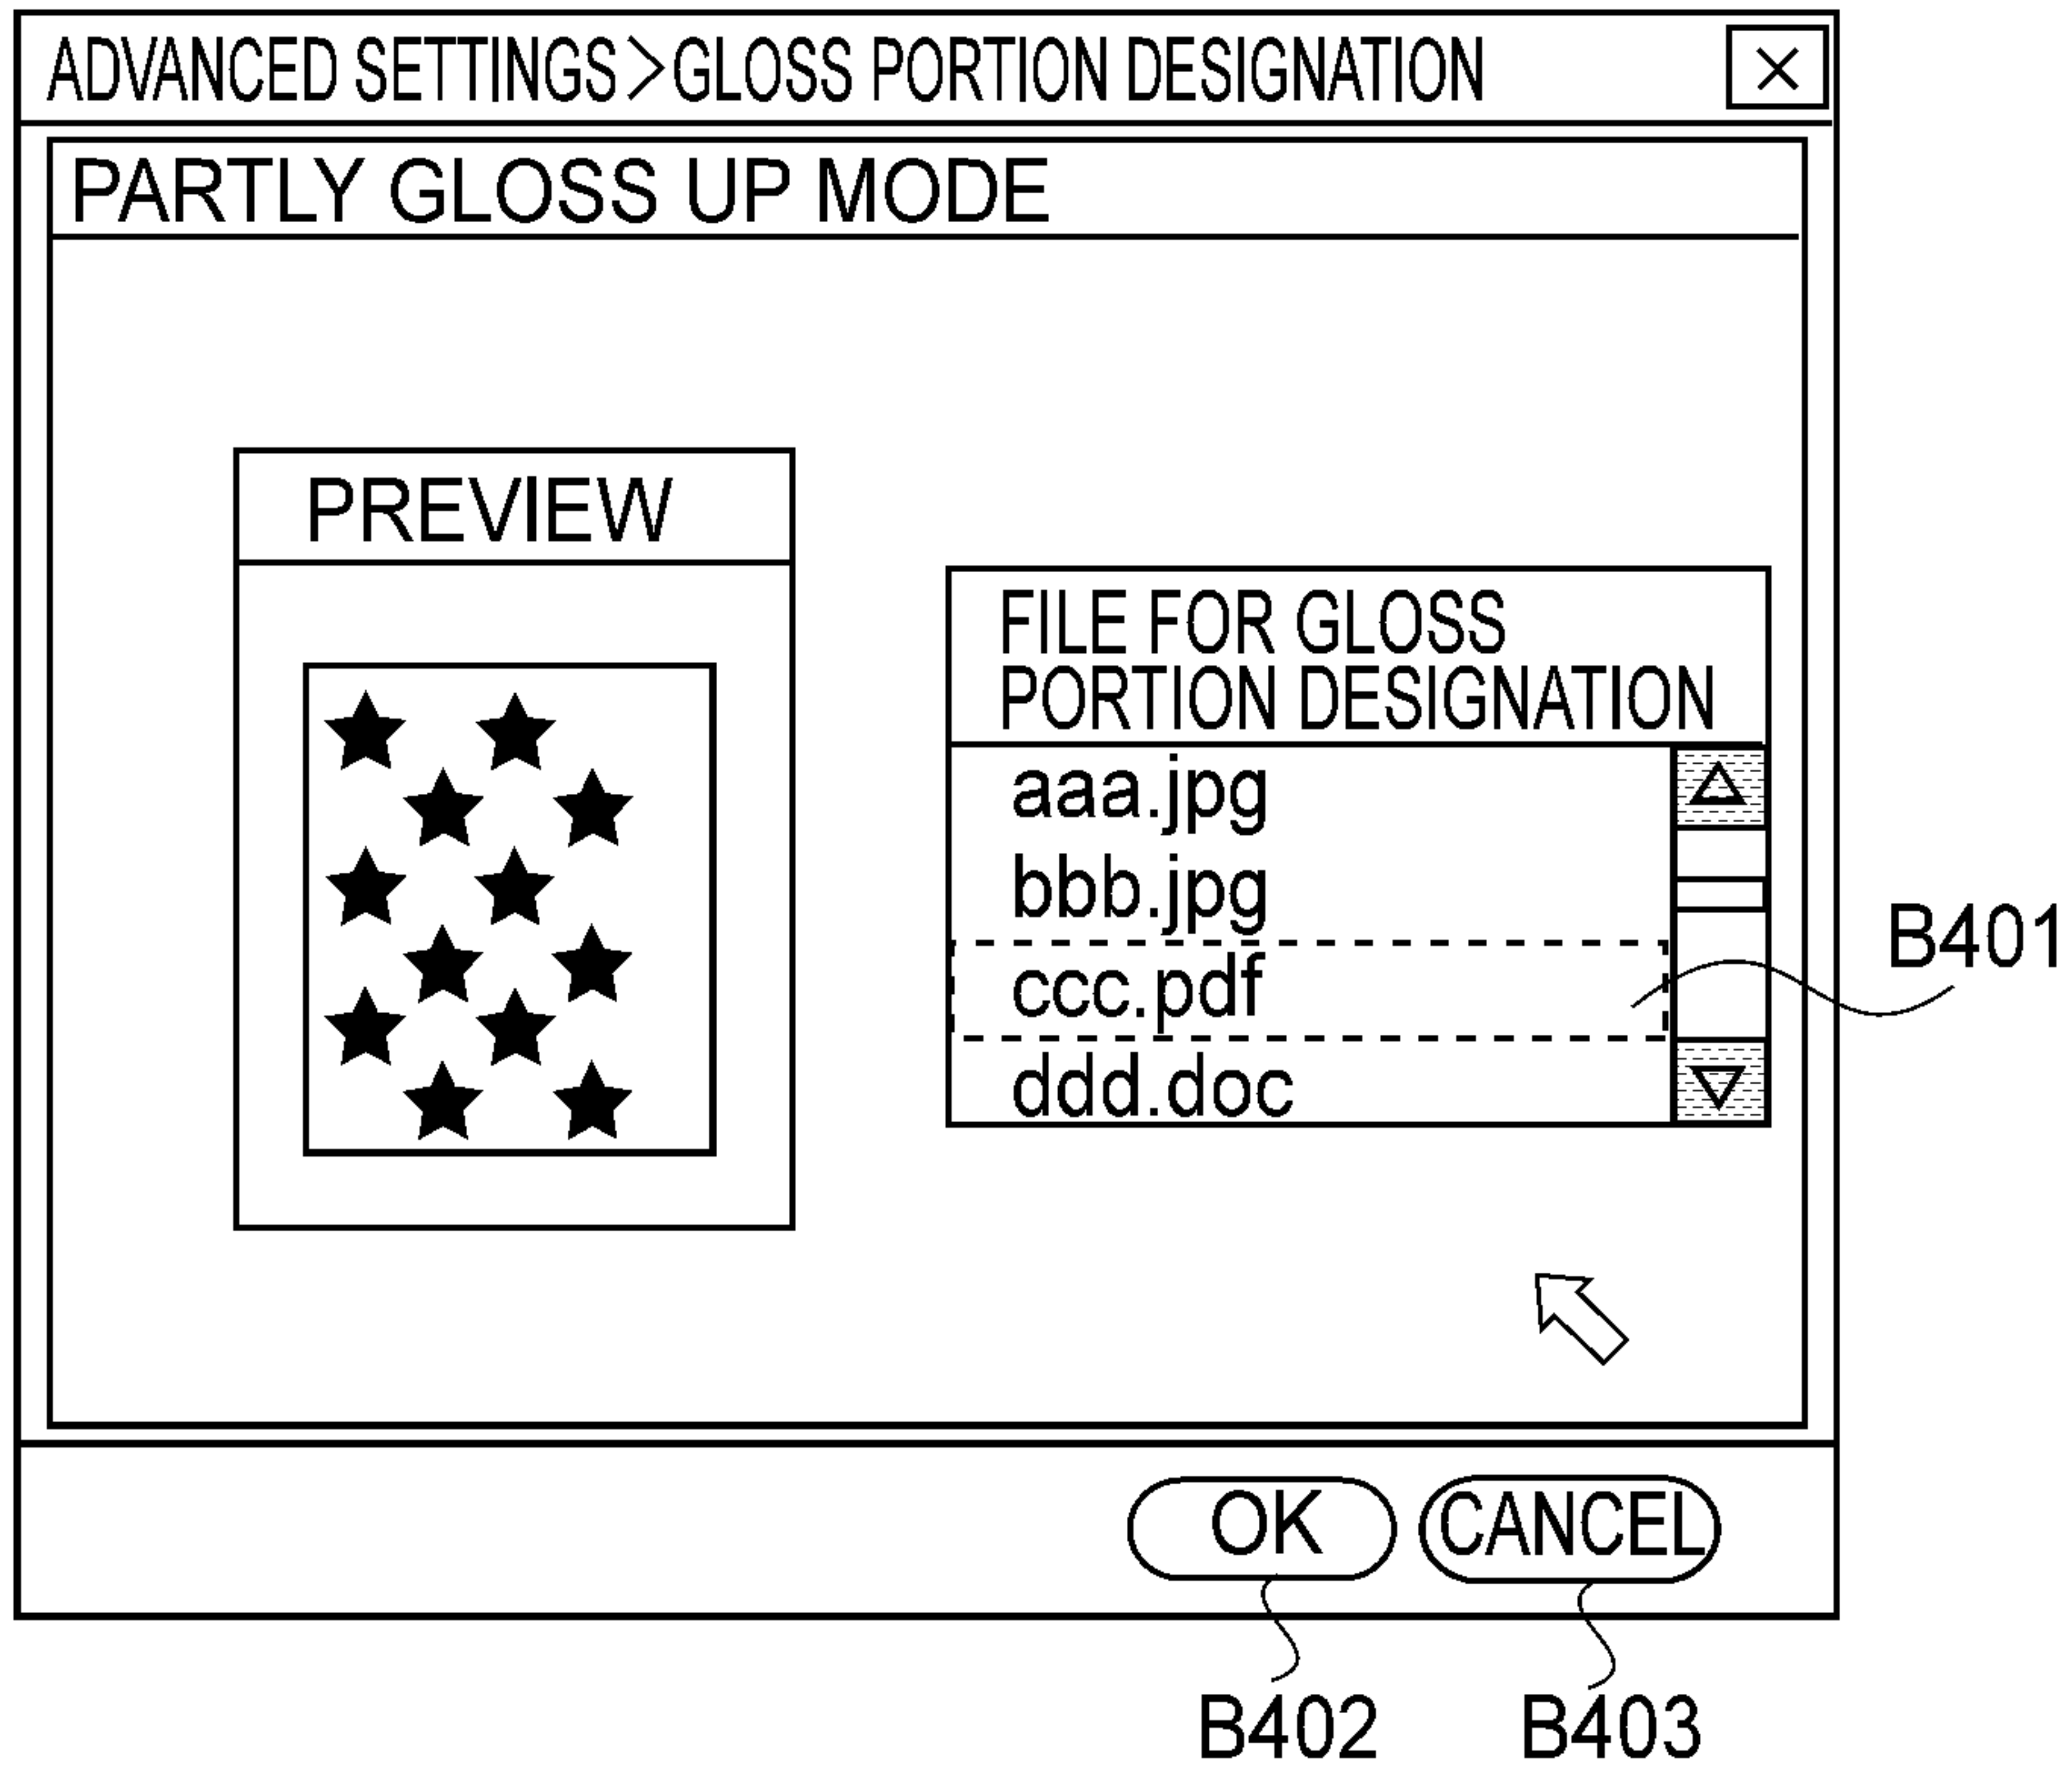 ADVANCED SETTINGS>GLOSS PORTION DESIGNATION
PARTLY GLOSS UP MODE
PREVIEW
FILE FOR GLOSS
PORTION DESIGNATION
aaa.jpg
bbb.jpg
ccc.pdf
ddd.doc
B401
OK
CANCEL
B402
B403